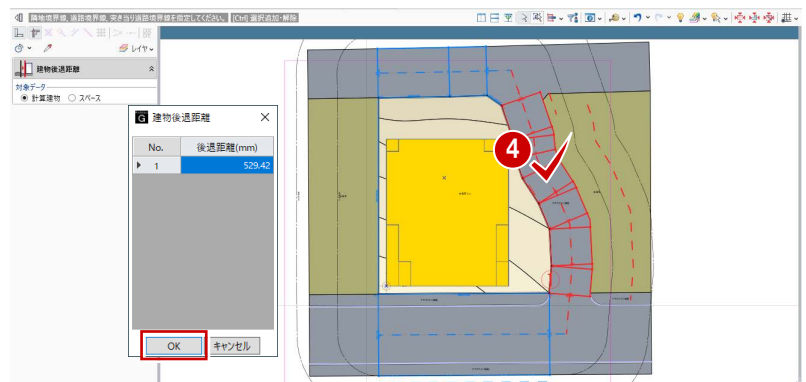 隣地境界線、道路境界線、突き当り道路境界線を指定してください。 [Ctrl] 選択追加・解除
レイヤ
建物後退距離
対象データ
計算建物 スペース
建物後退距離
No. 後退距離(mm)
1 529.42
OK キャンセル
4